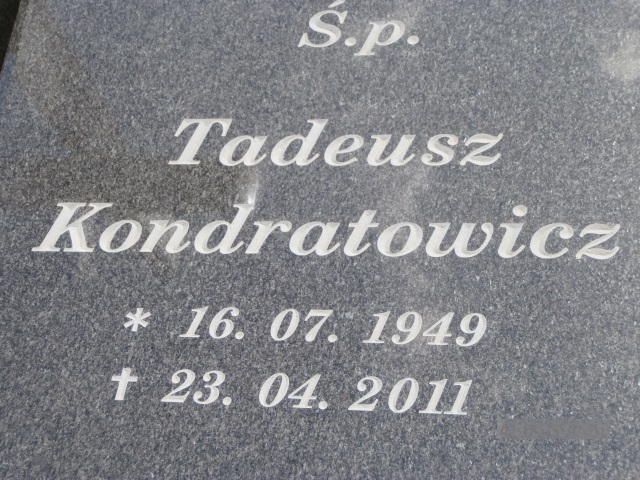 Ś.p.
Tadeusz
Kondratowicz
* 16. 07. 1949
✝ 23. 04. 2011